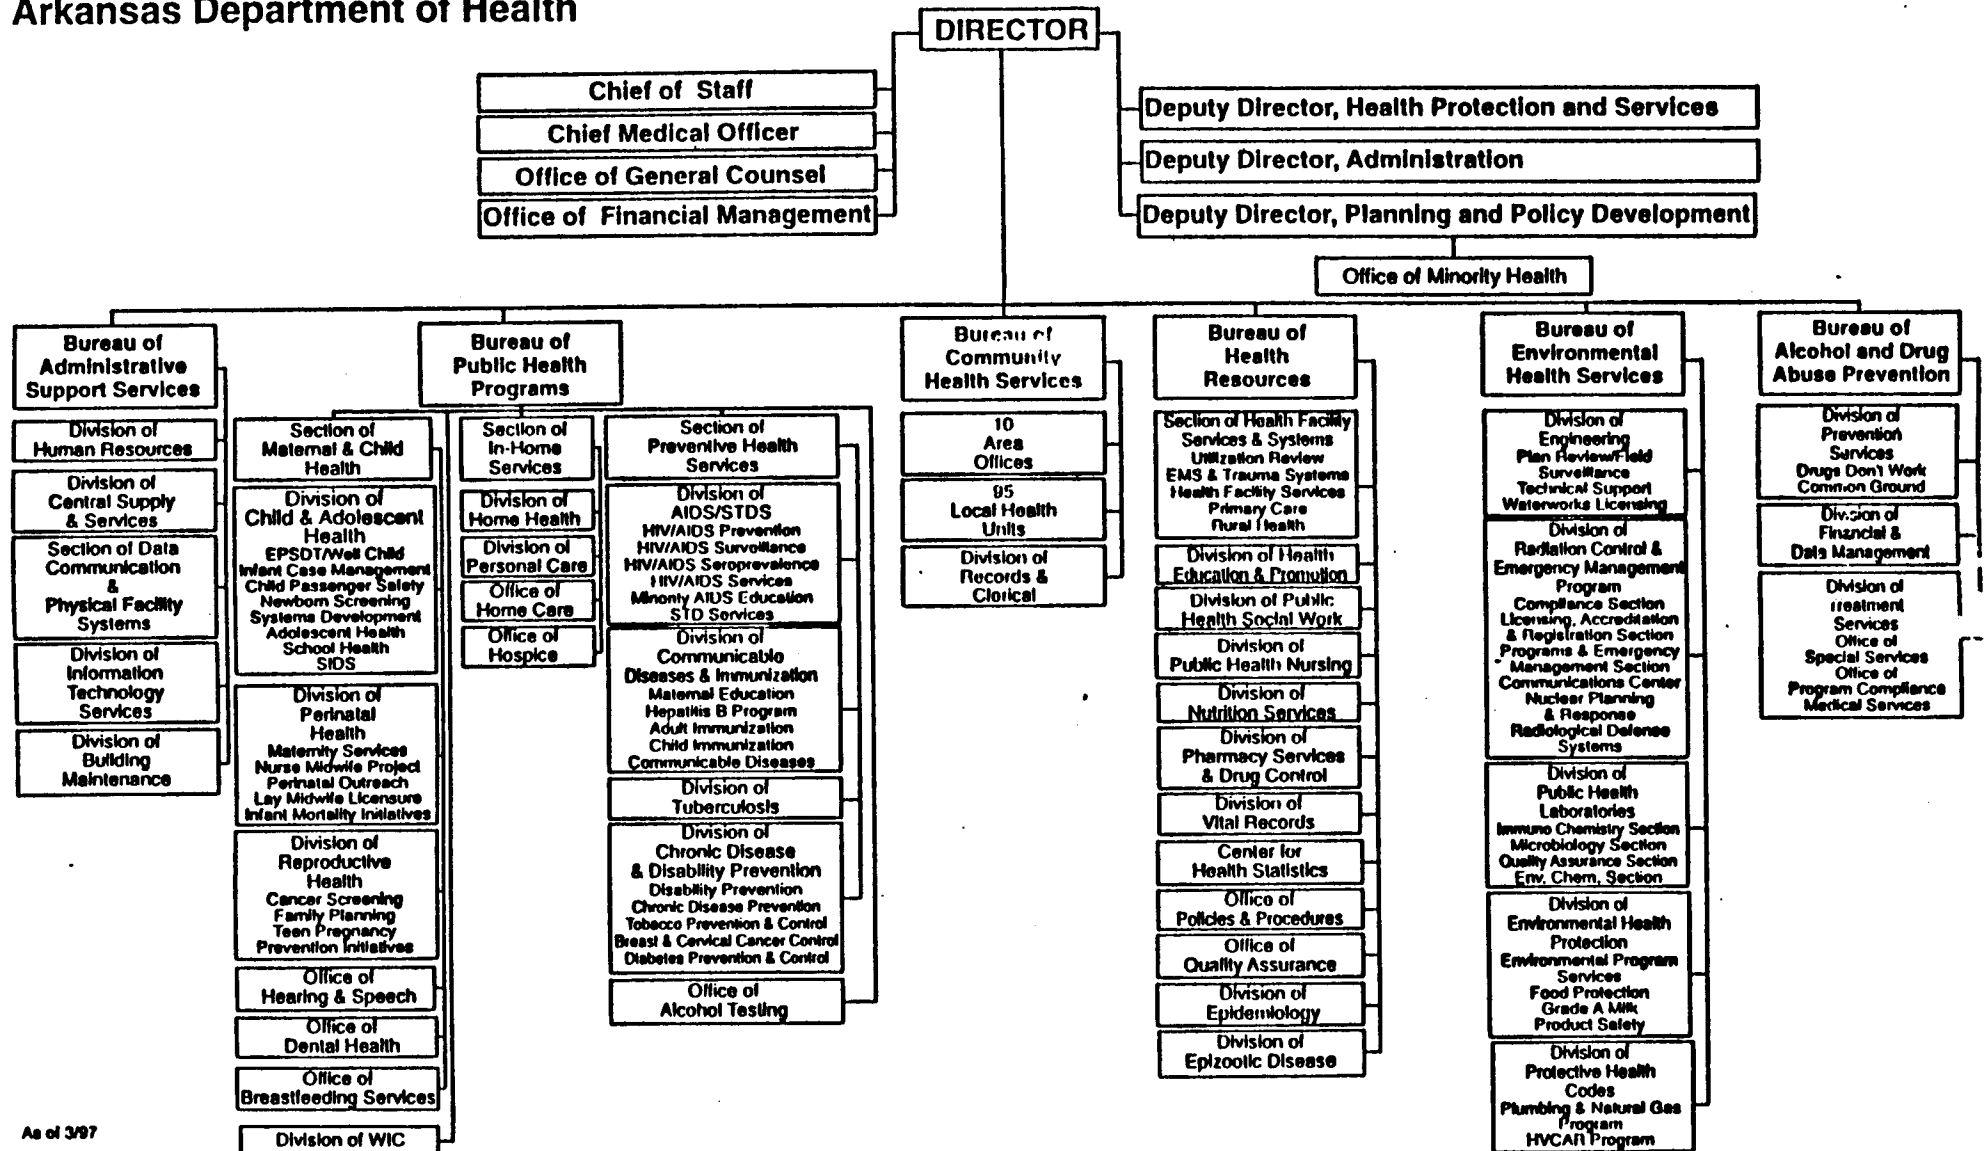 Arkansas Department of Health
DIRECTOR
Chief of Staff
Chief Medical Officer
Office of General Counsel
Office of Financial Management
Deputy Director, Health Protection and Services
Deputy Director, Administration
Deputy Director, Planning and Policy Development
Office of Minority Health
Bureau of
Administrative
Support Services
Division of
Human Resources
Division of
Central Supply
& Services
Section of Data
Communication
&
Physical Facility
Systems
Division of
Information
Technology
Services
Division of
Building
Maintenance
Bureau of
Public Health
Programs
Section of
Maternal & Child
Health
Division of
Child & Adolescent
Health
EPSDT/Well Child
Infant Case Management
Child Passenger Safety
Newborn Screening
Systems Development
Adolescent Health
School Health
SIDS
Division of
Perinatal
Health
Maternity Services
Nurse Midwife Project
Perinatal Outreach
Lay Midwife Licensure
Infant Mortality Initiatives
Division of
Reproductive
Health
Cancer Screening
Family Planning
Teen Pregnancy
Prevention Initiatives
Office of
Hearing & Speech
Office of
Dental Health
Office of
Breastfeeding Services
Division of WIC
Section of
In-Home
Services
Division of
Home Health
Division of
Personal Care
Office of
Home Care
Office of
Hospice
Section of
Preventive Health
Services
Division of
AIDS/STDS
HIV/AIDS Prevention
HIV/AIDS Surveillance
HIV/AIDS Seroprevalence
HIV/AIDS Services
Minority AIDS Education
STD Services
Division of
Communicable
Diseases & Immunization
Maternal Education
Hepatitis B Program
Adult Immunization
Child Immunization
Communicable Diseases
Division of
Tuberculosis
Division of
Chronic Disease
& Disability Prevention
Disability Prevention
Chronic Disease Prevention
Tobacco Prevention & Control
Breast & Cervical Cancer Control
Diabetes Prevention & Control
Office of
Alcohol Testing
Bureau of
Community
Health Services
10
Area
Offices
95
Local Health
Units
Division of
Records &
Clerical
Bureau of
Health
Resources
Section of Health Facility
Services & Systems
Utilization Review
EMS & Trauma Systems
Health Facility Services
Primary Care
Rural Health
Division of Health
Education & Promotion
Division of Public
Health Social Work
Division of
Public Health Nursing
Division of
Nutrition Services
Division of
Pharmacy Services
& Drug Control
Division of
Vital Records
Center for
Health Statistics
Office of
Policies & Procedures
Office of
Quality Assurance
Division of
Epidemiology
Division of
Epizootic Disease
Bureau of
Environmental
Health Services
Division of
Engineering
Plan Review/Field
Surveillance
Technical Support
Waterworks Licensing
Division of
Radiation Control &
Emergency Management
Program
Compliance Section
Licensing, Accreditation
& Registration Section
Programs & Emergency
Management Section
Communications Center
Nuclear Planning
& Response
Radiological Defense
Systems
Division of
Public Health
Laboratories
Immuno Chemistry Section
Microbiology Section
Quality Assurance Section
Env. Chem. Section
Division of
Environmental Health
Protection
Environmental Program
Services
Food Protection
Grade A Milk
Product Safety
Division of
Protective Health
Codes
Plumbing & Natural Gas
Program
HVCAR Program
Bureau of
Alcohol and Drug
Abuse Prevention
Division of
Prevention
Services
Drugs Don't Work
Common Ground
Division of
Financial &
Data Management
Division of
Treatment
Services
Office of
Special Services
Office of
Program Compliance
Medical Services
As of 3/97